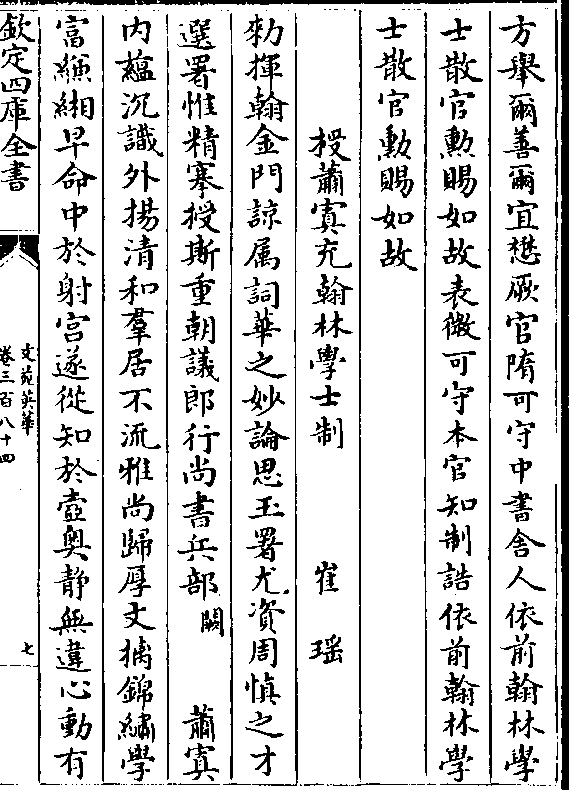 方舉爾善爾宜懋厥官隋可守中書舍人依前翰林學
士散官勲賜如故表微可守本官知制誥依前翰林學
士散官勲賜如故
授蕭寘充翰林學士制　崔瑶
勑揮翰金門諒属詞華之妙論思玉署尤資周慎之才
選署惟精搴授斯重朝議郎行尚書兵部闕　蕭寘
内蘊沉識外揚清和羣居不流雅尚歸厚文摛錦繡學
富縑緗早命中於射宫遂從知於壺奥静無違心動有
欽定四庫全書
文苑英華
卷三百八十四
七